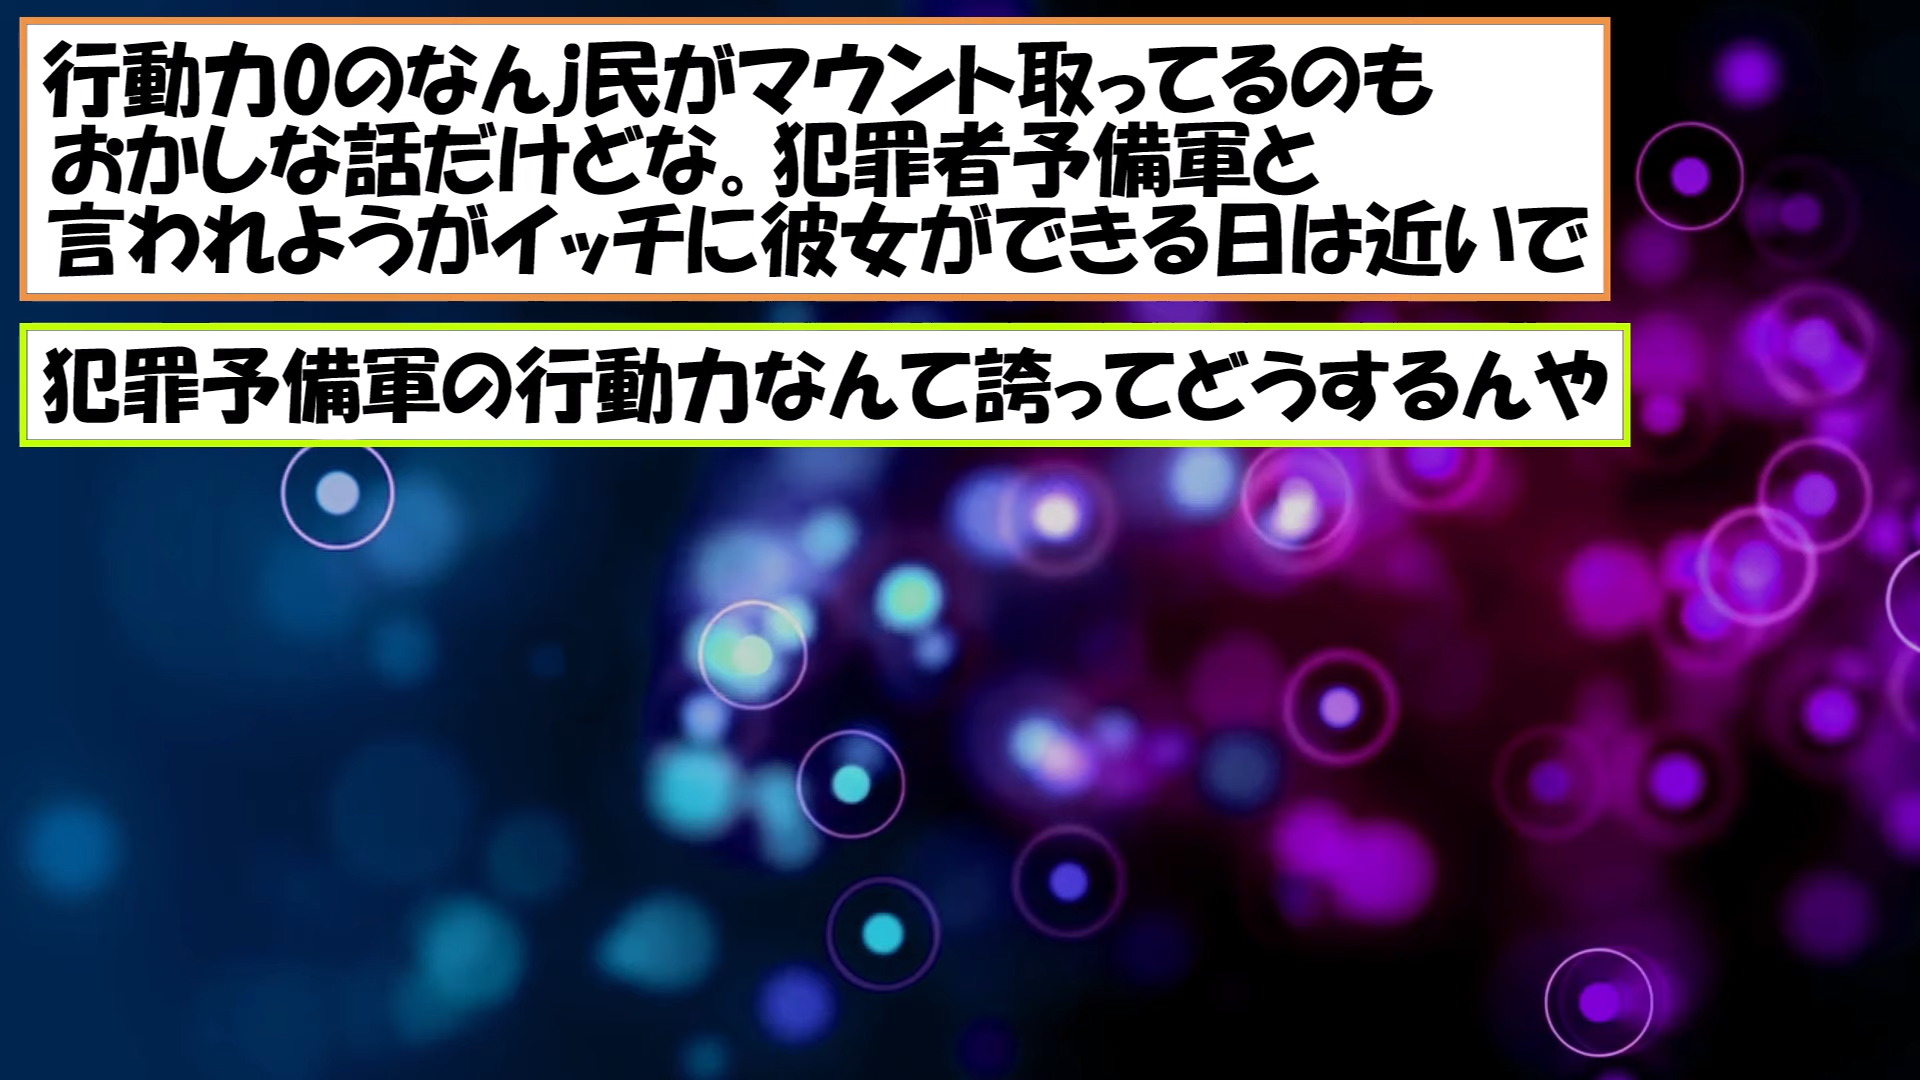 行動力0のなんj民がマウント取ってるのも
おかしな話だけどな。犯罪者予備軍と
言われようがイッチに彼女ができる日は近いで
犯罪予備軍の行動力なんて誇ってどうするんや